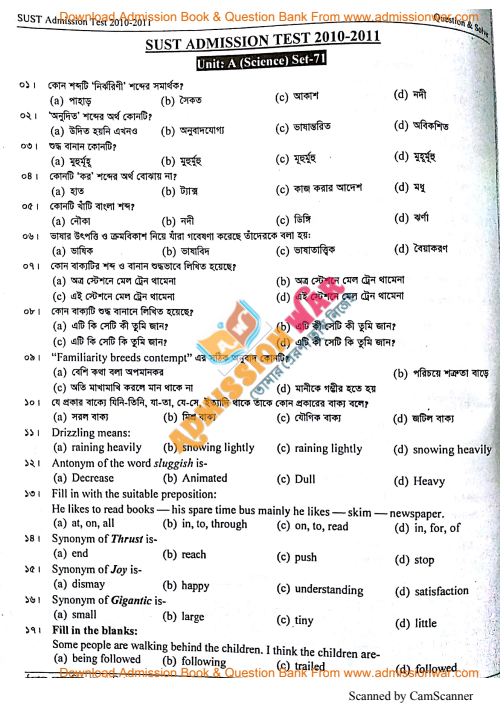 Download Admission Book & Question Bank From www.admissionwar.com
SUST Admission Test 2010-2011
Question & Solve
SUST ADMISSION TEST 2010-2011
Unit: A (Science) Set-71
০১। কোন শব্দটি 'নির্ঝরিণী' শব্দের সমার্থক?
(a) পাহাড় (b) সৈকত (c) আকাশ (d) নদী
০২। 'অনূদিত' শব্দের অর্থ কোনটি?
(a) উদিত হয়নি এখনও (b) অনুবাদযোগ্য (c) ভাষান্তরিত (d) অবিকশিত
০৩। শুদ্ধ বানান কোনটি?
(a) মুহুর্মূহূ (b) মুহুর্মুহু (c) মূহূর্মুহু (d) মুহূর্মুহু
০৪। কোনটি 'কর' শব্দের অর্থ বোঝায় না?
(a) হাত (b) ট্যাক্স (c) কাজ করার আদেশ (d) মধু
০৫। কোনটি খাঁটি বাংলা শব্দ?
(a) নৌকা (b) নদী (c) ডিঙ্গি (d) ঝর্ণা
০৬। ভাষার উৎপত্তি ও ক্রমবিকাশ নিয়ে যাঁরা গবেষণা করেছে তাঁদেরকে বলা হয়:
(a) ভাষিক (b) ভাষাবিদ (c) ভাষাতাত্ত্বিক (d) বৈয়াকরণ
০৭। কোন বাক্যটির শব্দ ও বানান শুদ্ধভাবে লিখিত হয়েছে?
(a) অত্র স্টেশনে মেল ট্রেন থামেনা (b) অত্র স্টেশনে মেল ট্রেন থামেনা
(c) এই স্টেশনে মেল ট্রেন থামেনা (d) এই স্টেশনে মেল ট্রেন থামেনা
০৮। কোন বাক্যটি শুদ্ধ বানানে লিখিত হয়েছে?
(a) এটি কি সেটি কী তুমি জান? (b) এটি কী সেটি কী তুমি জান?
(c) এটি কি সেটি কি তুমি জান? (d) এটি কী সেটি কি তুমি জান?
০৯। "Familiarity breeds contempt" এর সঠিক অনুবাদ কোনটি?
(a) বেশি কথা বলা অপমানকর (b) পরিচয়ে শত্রুতা বাড়ে
(c) অতি মাখামাখি করলে মান থাকে না (d) মানীকে গম্ভীর হতে হয়
১০। যে প্রকার বাক্যে যিনি-তিনি, যা-তা, যে-সে, ইত্যাদি থাকে তাকে কোন প্রকারের বাক্য বলে?
(a) সরল বাক্য (b) মিশ্র বাক্য (c) যৌগিক বাক্য (d) জটিল বাক্য
১১। Drizzling means:
(a) raining heavily (b) snowing lightly (c) raining lightly (d) snowing heavily
১২। Antonym of the word sluggish is-
(a) Decrease (b) Animated (c) Dull (d) Heavy
১৩। Fill in with the suitable preposition:
He likes to read books — his spare time bus mainly he likes — skim — newspaper.
(a) at, on, all (b) in, to, through (c) on, to, read (d) in, for, of
১৪। Synonym of Thrust is-
(a) end (b) reach (c) push (d) stop
১৫। Synonym of Joy is-
(a) dismay (b) happy (c) understanding (d) satisfaction
১৬। Synonym of Gigantic is-
(a) small (b) large (c) tiny (d) little
১৭। Fill in the blanks:
Some people are walking behind the children. I think the children are-
(a) being followed (b) following (c) trailed (d) followed
Download Admission Book & Question Bank From www.admissionwar.com
ADMISSION WAR
Scanned by CamScanner